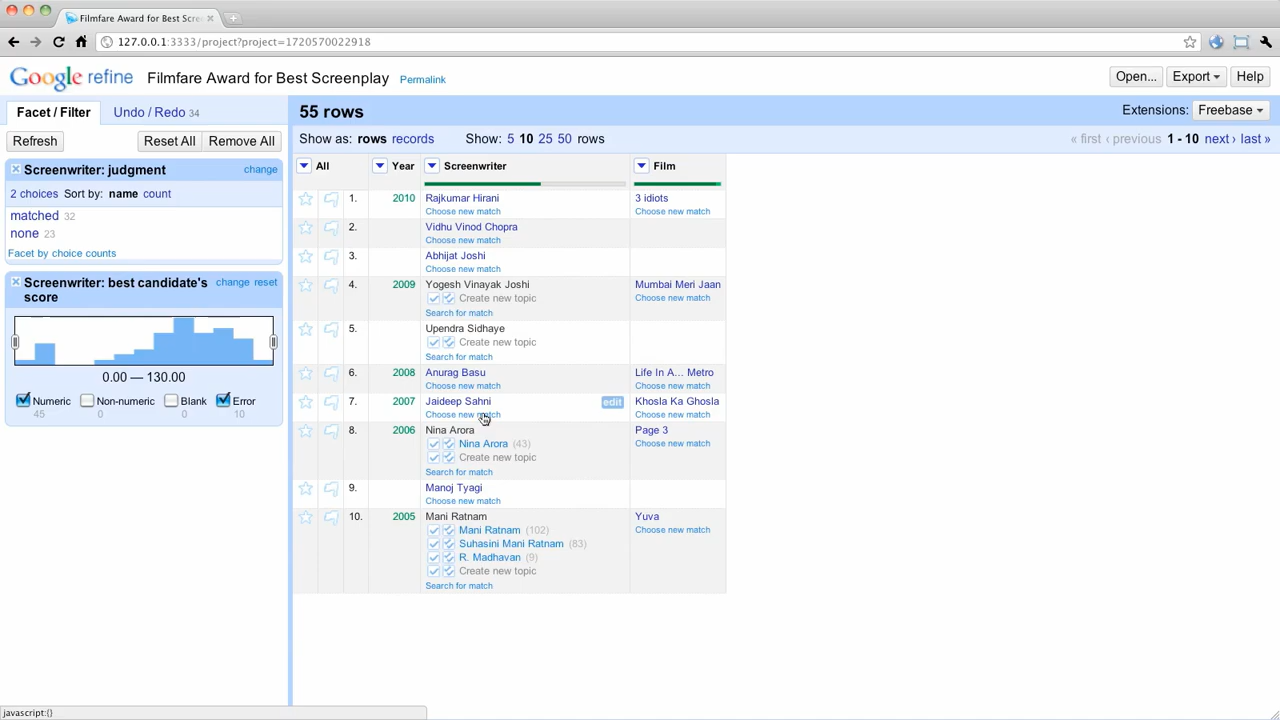 Filmfare Award for Best Scre
127.0.0.1:3333/project?project=1720570022918
Google refine Filmfare Award for Best Screenplay Permalink
Open... Export Help
Facet / Filter Undo / Redo 34
55 rows
Extensions: Freebase
Refresh Reset All Remove All
Show as: rows records Show: 5 10 25 50 rows
« first ‹ previous 1 - 10 next › last »
Screenwriter: judgment change
2 choices Sort by: name count
matched 32
none 23
Facet by choice counts
Screenwriter: best candidate's score change reset
0.00 — 130.00
Numeric Non-numeric Blank Error
45 0 0 10
All Year Screenwriter Film
1. 2010 Rajkumar Hirani 3 idiots
Choose new match Choose new match
2. Vidhu Vinod Chopra
Choose new match
3. Abhijat Joshi
Choose new match
4. 2009 Yogesh Vinayak Joshi Mumbai Meri Jaan
Create new topic Choose new match
Search for match
5. Upendra Sidhaye
Create new topic
Search for match
6. 2008 Anurag Basu Life In A... Metro
Choose new match Choose new match
7. 2007 Jaideep Sahni edit Khosla Ka Ghosla
Choose new match Choose new match
8. 2006 Nina Arora Page 3
Nina Arora (43) Choose new match
Create new topic
Search for match
9. Manoj Tyagi
Choose new match
10. 2005 Mani Ratnam Yuva
Mani Ratnam (102) Choose new match
Suhasini Mani Ratnam (83)
R. Madhavan (9)
Create new topic
Search for match
javascript:{}